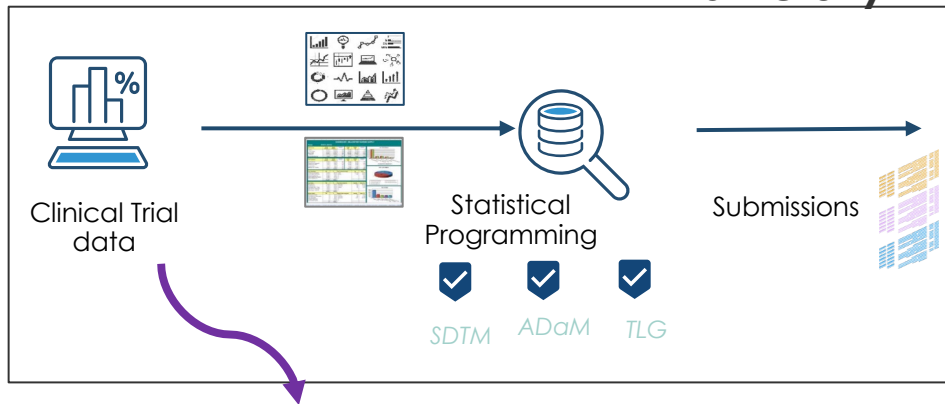 %
Clinical Trial
data
Statistical
Programming
Submissions
SDTM
ADaM
TLG